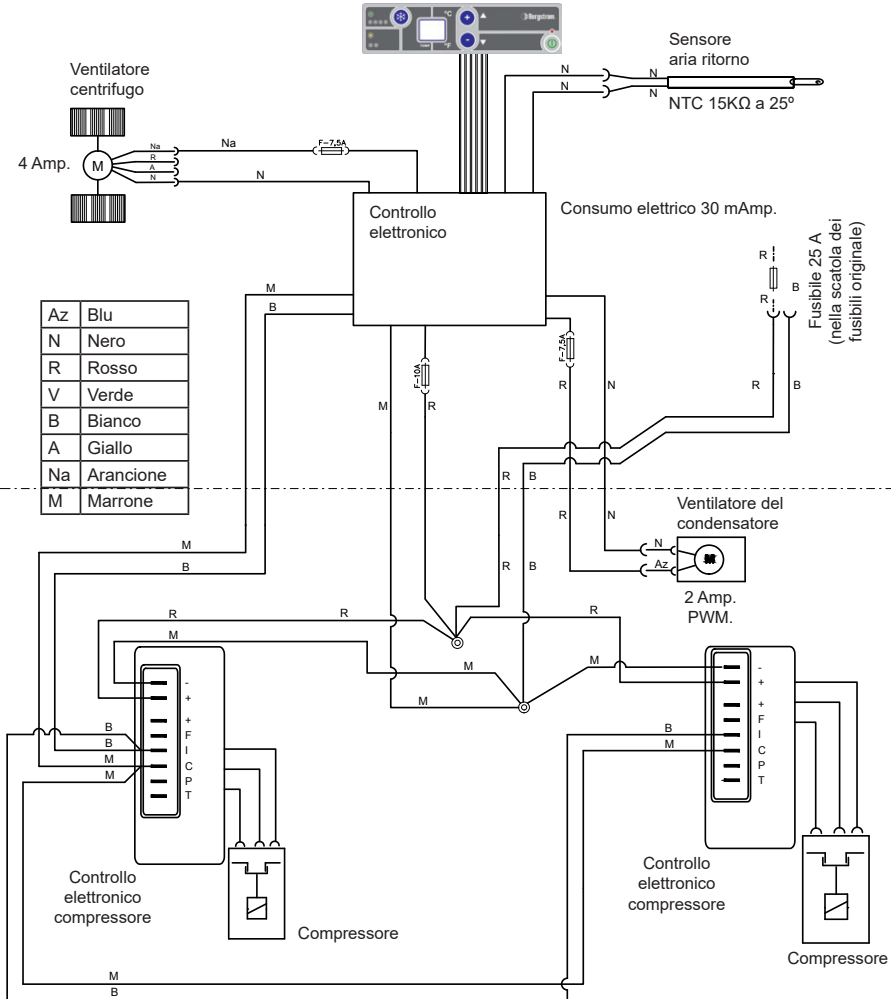 °C
°F
Bergstrom
Sensore
aria ritorno
N
N
N
N
NTC 15KΩ a 25º
Ventilatore
centrifugo
4 Amp.
M
Na
R
A
N
Na
N
F-7,5A
Controllo
elettronico
Consumo elettrico 30 mAmp.
R
R
B
Fusibile 25 A
(nella scatola dei
fusibili originale)
M
B
Az Blu
N Nero
R Rosso
V Verde
B Bianco
A Giallo
Na Arancione
M Marrone
F-10A
F-7,5A
M
R
R
N
R
B
R
B
R
N
R
B
Ventilatore del
condensatore
N
Az
M
2 Amp.
PWM.
M
B
R
R
R
M
M
M
M
-
+
+
F
I
C
P
T
B
B
M
M
-
+
+
F
I
C
P
T
B
M
Controllo
elettronico
compressore
Compressore
Controllo
elettronico
compressore
Compressore
M
B